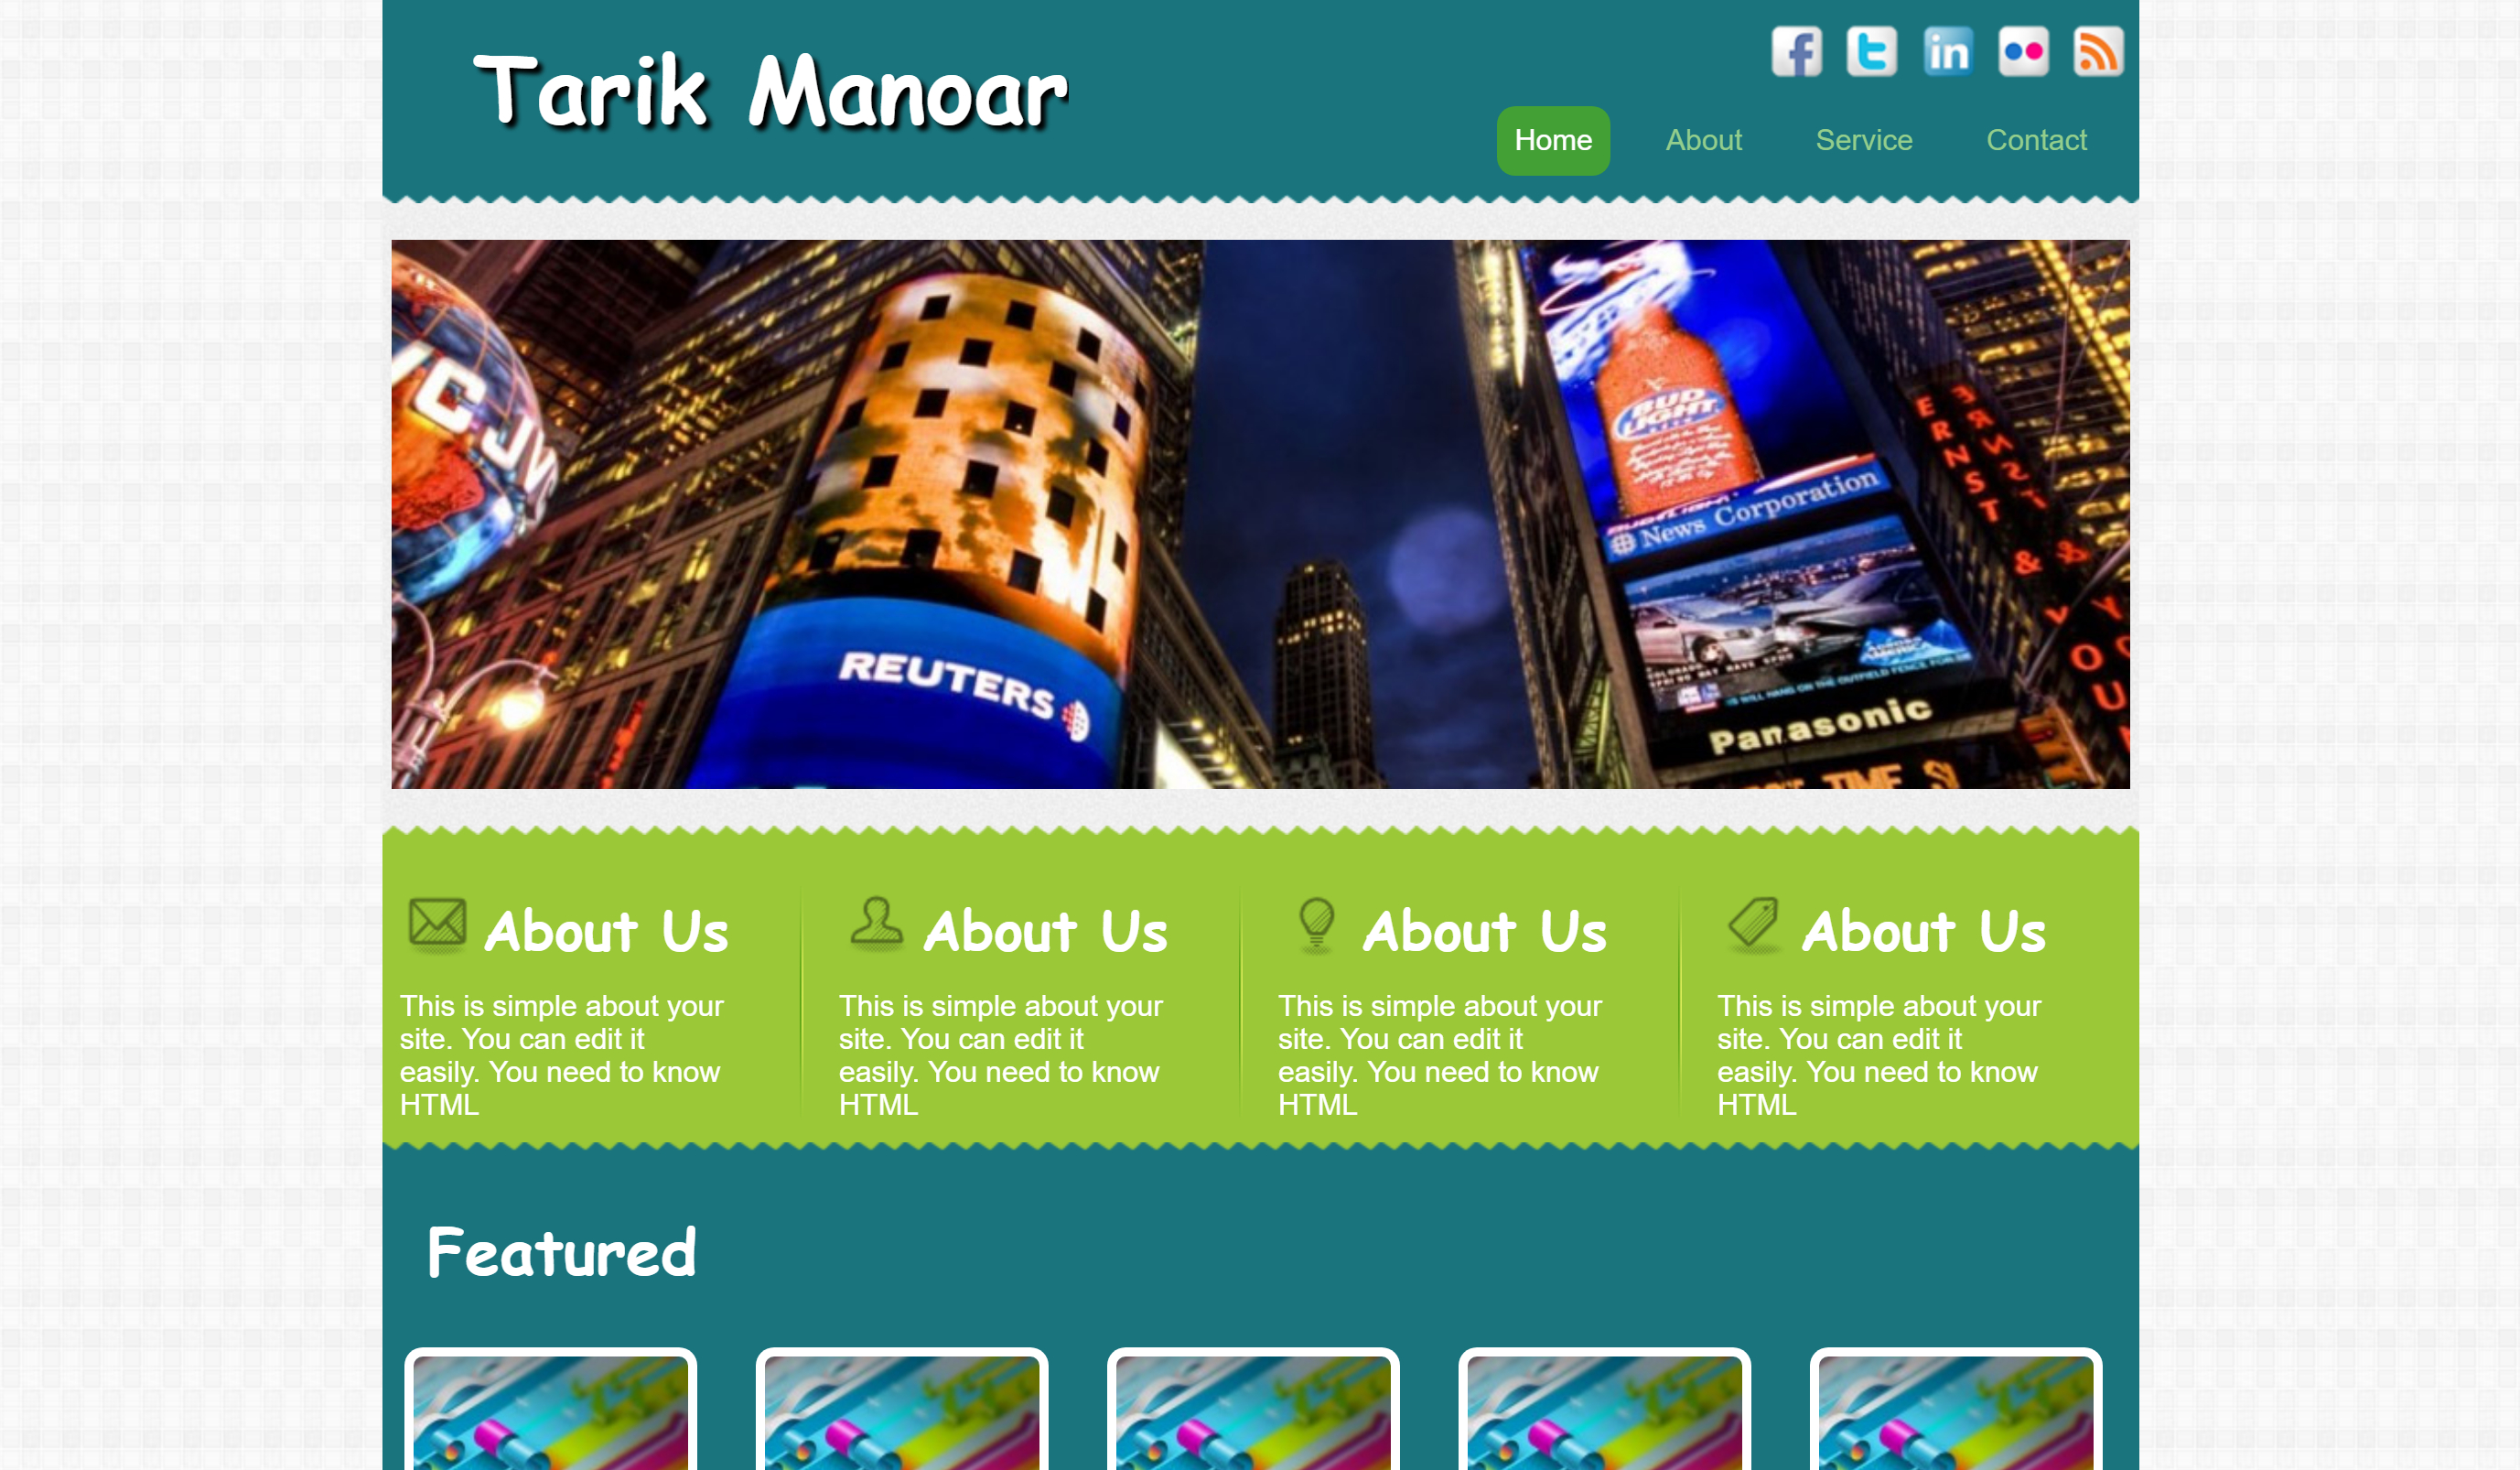 Tarik Manoar
Home About Service Contact
BUD
LIGHT
News Corporation
ERNST
&
REUTERS
Panasonic
TIME
About Us
This is simple about your
site. You can edit it
easily. You need to know
HTML
About Us
This is simple about your
site. You can edit it
easily. You need to know
HTML
About Us
This is simple about your
site. You can edit it
easily. You need to know
HTML
About Us
This is simple about your
site. You can edit it
easily. You need to know
HTML
Featured